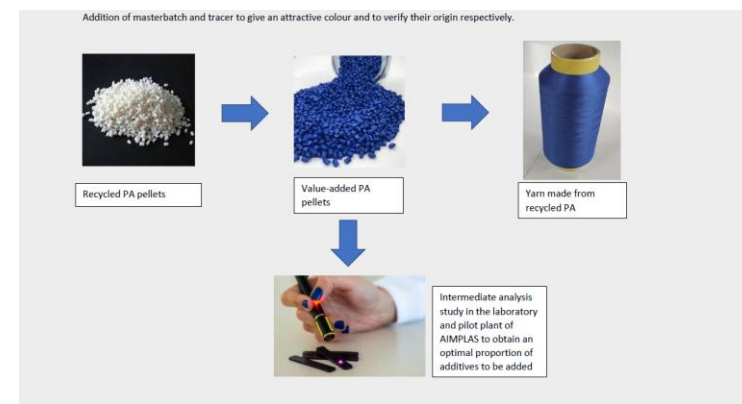 Addition of masterbatch and tracer to give an attractive colour and to verify their origin respectively.
Recycled PA pellets
Value-added PA
pellets
Yarn made from
recycled PA
Intermediate analysis
study in the laboratory
and pilot plant of
AIMPLAS to obtain an
optimal proportion of
additives to be added